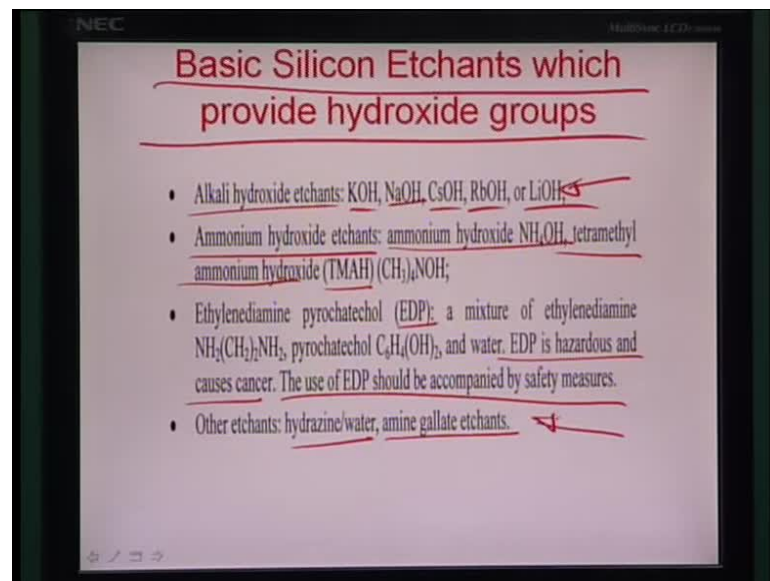 NEC
MultiSync LCD
Basic Silicon Etchants which
provide hydroxide groups
• Alkali hydroxide etchants: KOH, NaOH, CsOH, RbOH, or LiOH;
• Ammonium hydroxide etchants: ammonium hydroxide NH₄OH, tetramethyl
ammonium hydroxide (TMAH) (CH₃)₄NOH;
• Ethylenediamine pyrochatechol (EDP): a mixture of ethylenediamine
NH₂(CH₂)₂NH₂, pyrochatechol C₆H₄(OH)₂, and water. EDP is hazardous and
causes cancer. The use of EDP should be accompanied by safety measures.
• Other etchants: hydrazine/water, amine gallate etchants.